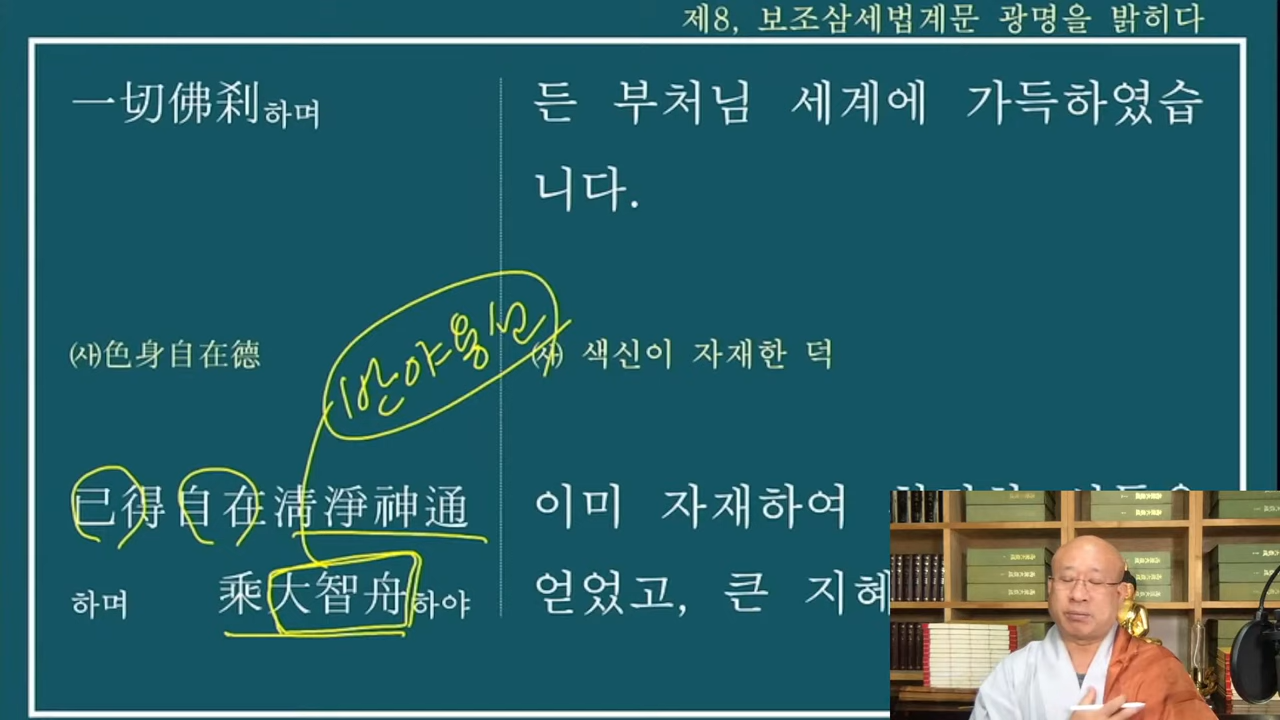 제8, 보조삼세법계문 광명을 밝히다
一切佛刹하며
든 부처님 세계에 가득하였습
니다.
반야용선
㈔色身自在德
㈔ 색신이 자재한 덕
已得自在淸淨神通
이미 자재하여
하며 乘大智舟하야
얻었고, 큰 지혜